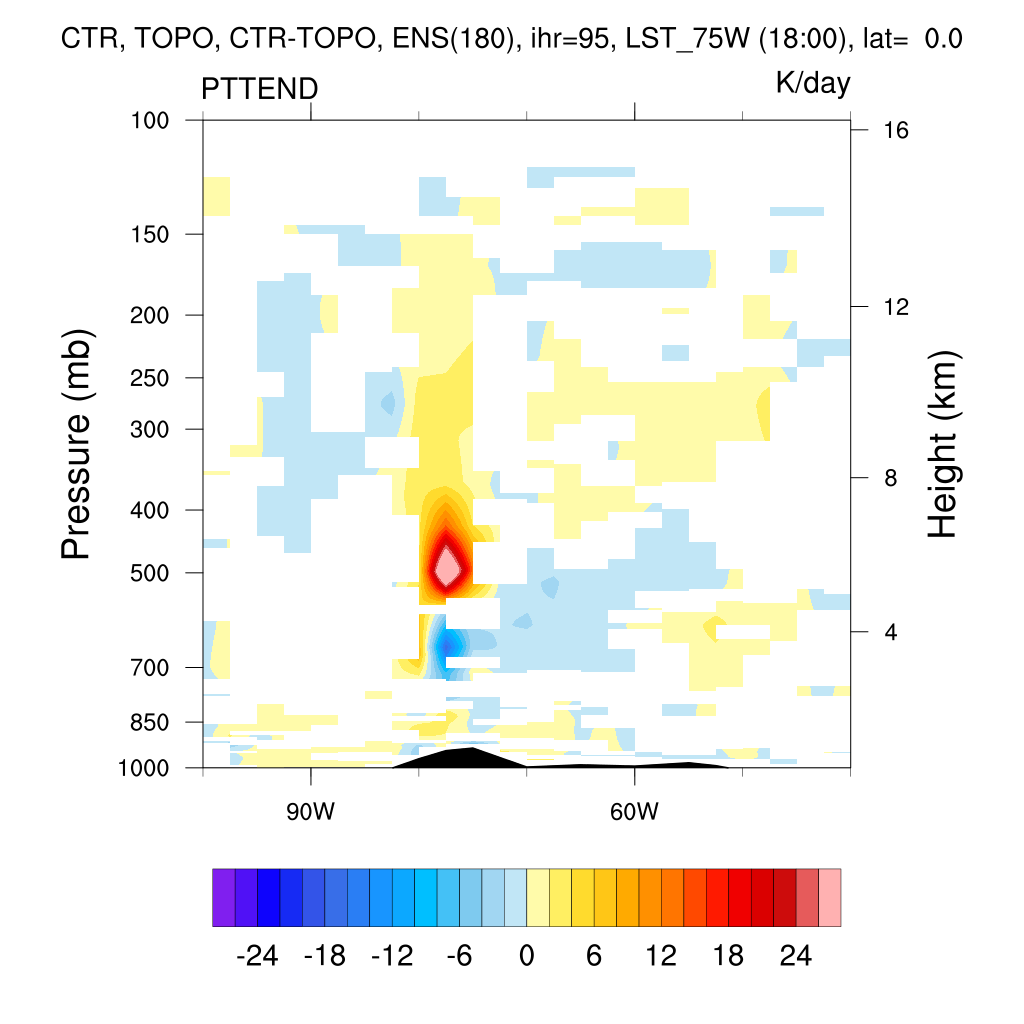 CTR, TOPO, CTR-TOPO, ENS(180), ihr=95, LST_75W (18:00), lat= 0.0
PTTEND K/day
100
150
200
250
300
400
500
700
850
1000
Pressure (mb)
16
12
8
4
Height (km)
90W 60W
-24 -18 -12 -6 0 6 12 18 24